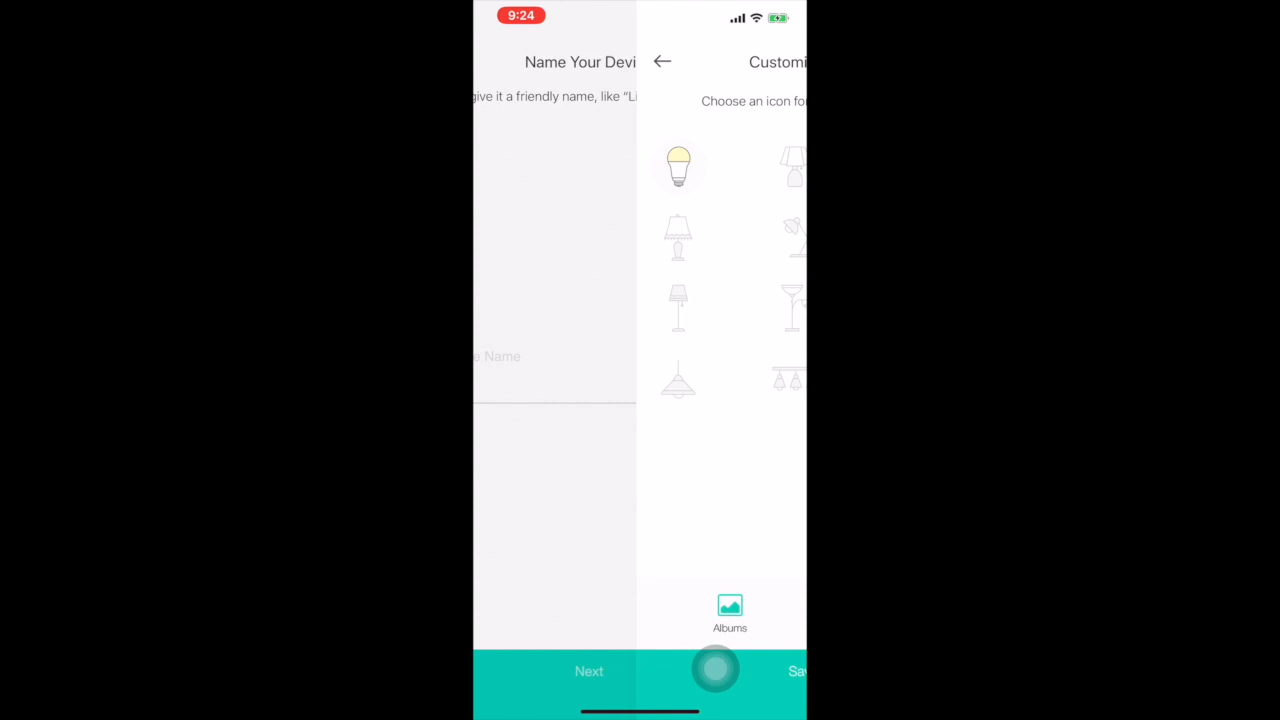 9:24
Name Your Devi
give it a friendly name, like “Li
e Name
Next
Customi
Choose an icon for
Albums
Sav